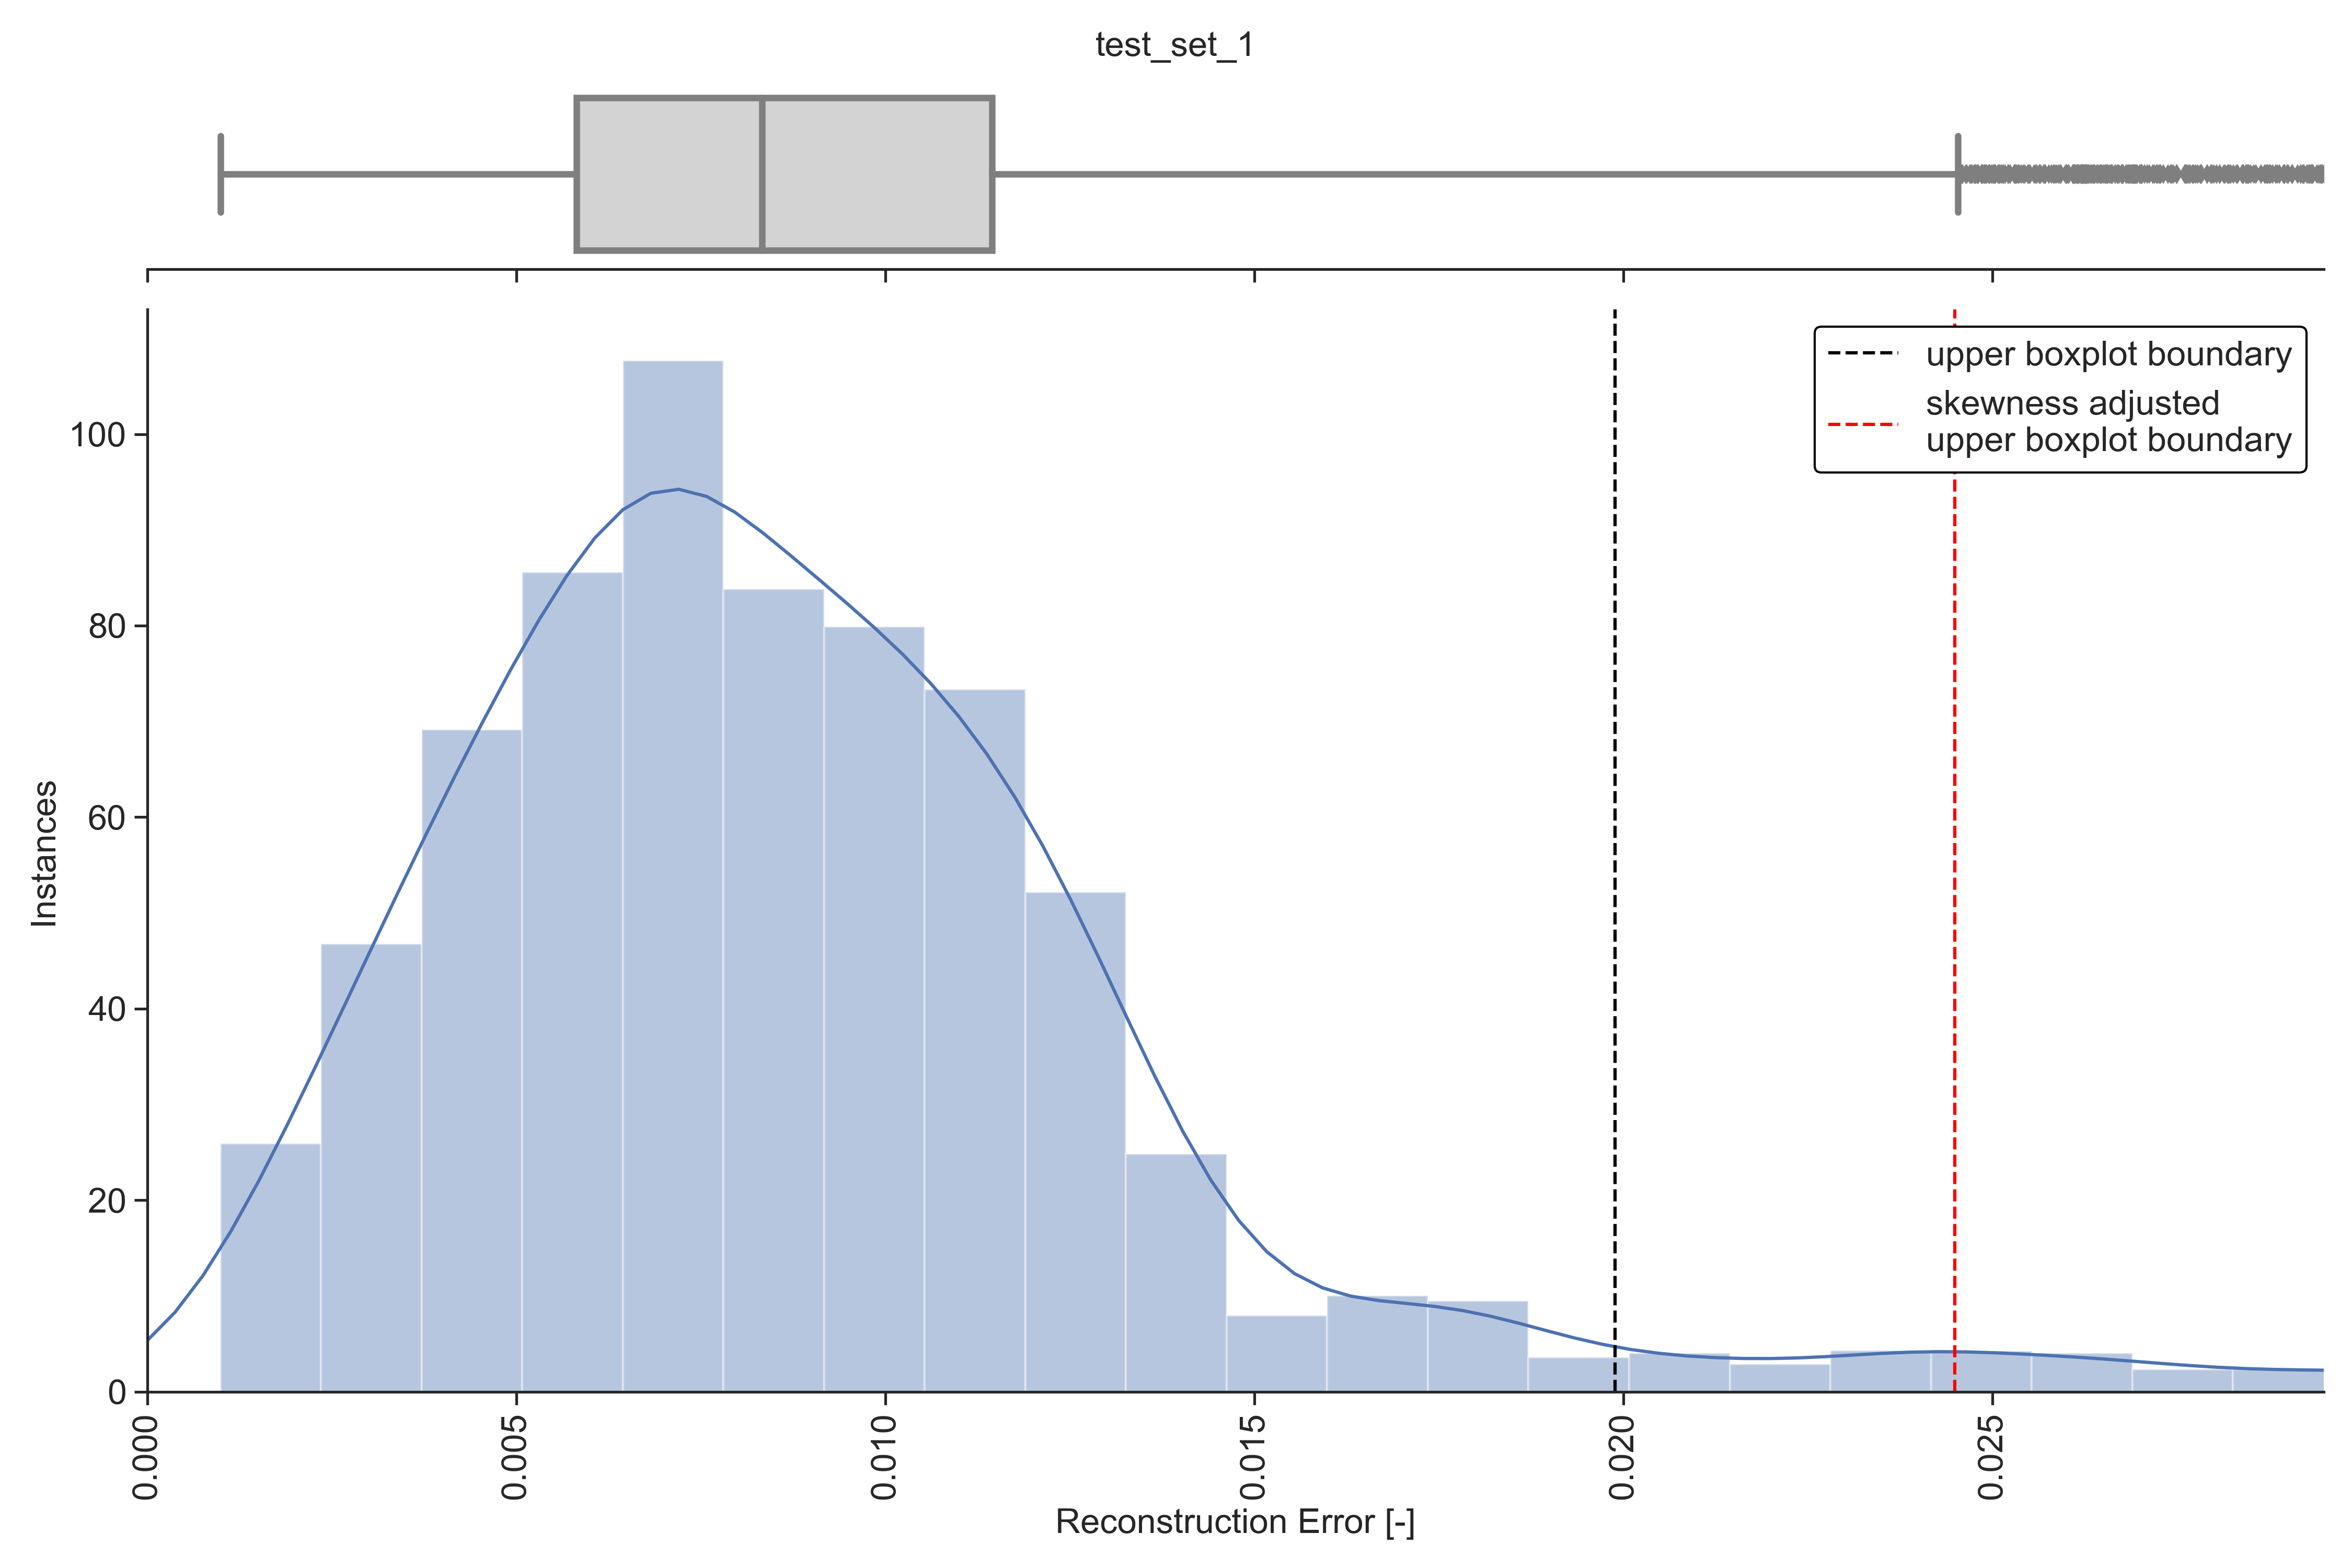 test_set_1
upper boxplot boundary
skewness adjusted
upper boxplot boundary
100
80
60
40
20
0
Instances
0.000
0.005
0.010
0.015
0.020
0.025
Reconstruction Error [-]